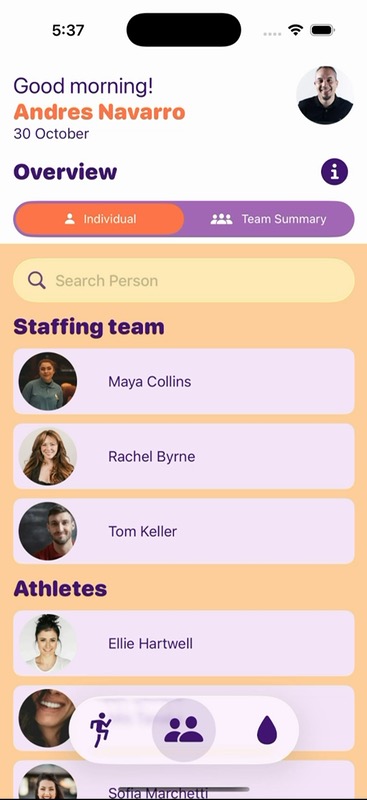 5:37
Good morning!
Andres Navarro
30 October
Overview
Individual
Team Summary
Search Person
Staffing team
Maya Collins
Rachel Byrne
Tom Keller
Athletes
Ellie Hartwell
Sofia Marchetti